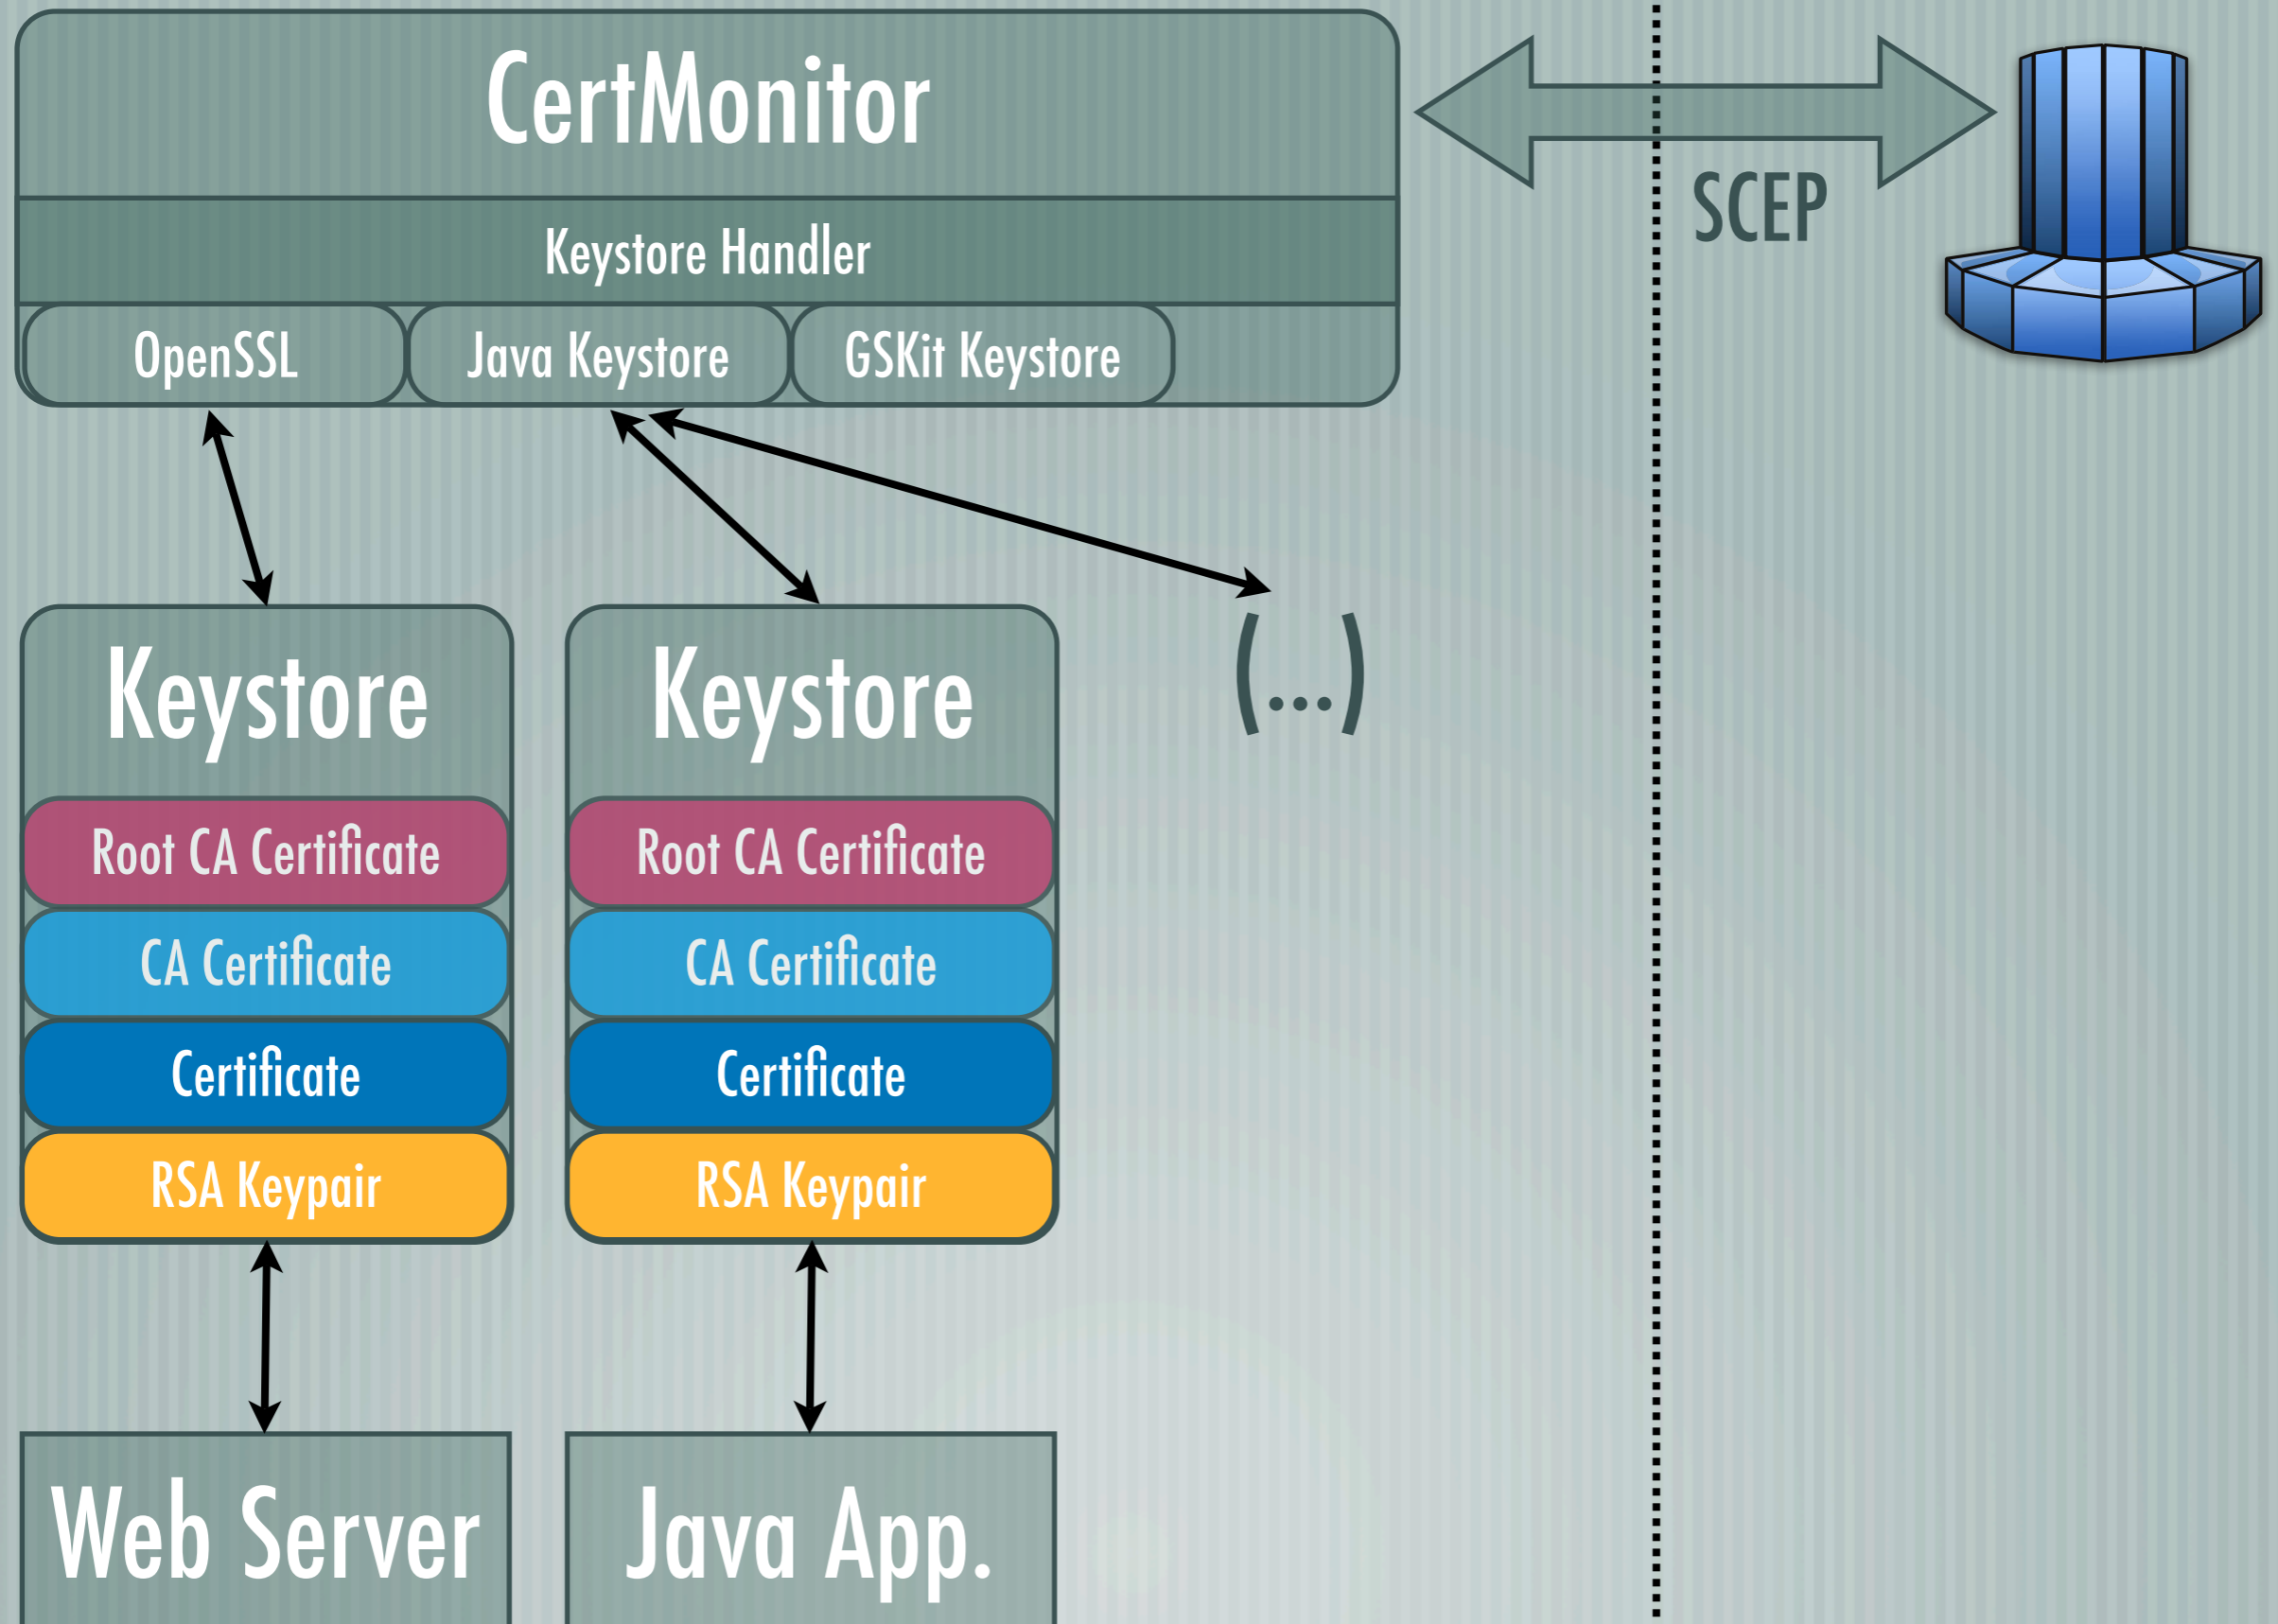 CertMonitor
SCEP
Keystore Handler
OpenSSL
Java Keystore
GSKit Keystore
Keystore
Keystore
(...)
Root CA Certificate
Root CA Certificate
CA Certificate
CA Certificate
Certificate
Certificate
RSA Keypair
RSA Keypair
Web Server
Java App.